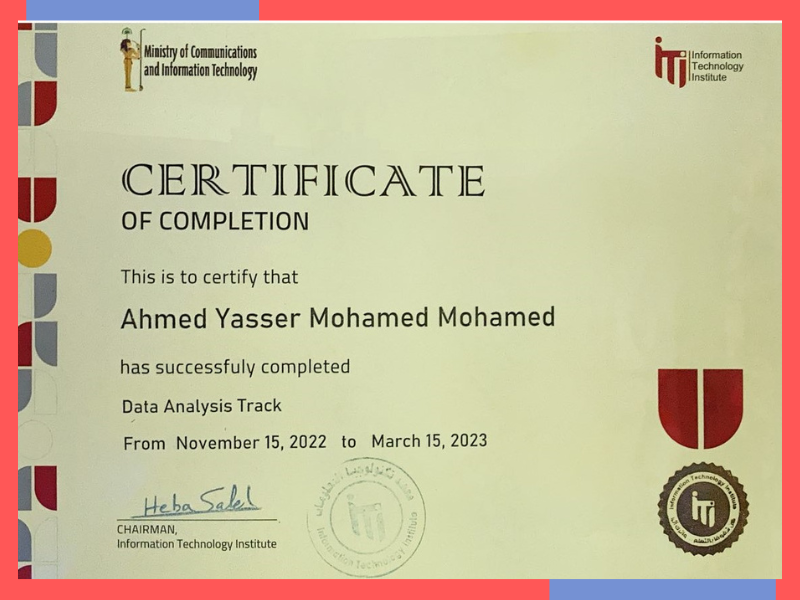 Ministry of Communications
and Information Technology
Information
Technology
Institute
CERTIFICATE
OF COMPLETION
This is to certify that
Ahmed Yasser Mohamed Mohamed
has successfuly completed
Data Analysis Track
From November 15, 2022 to March 15, 2023
Heba Saleh
CHAIRMAN,
Information Technology Institute
معهد تكنولوجيا المعلومات
iti
Information Technology Institute
Information Technology Institute
iti